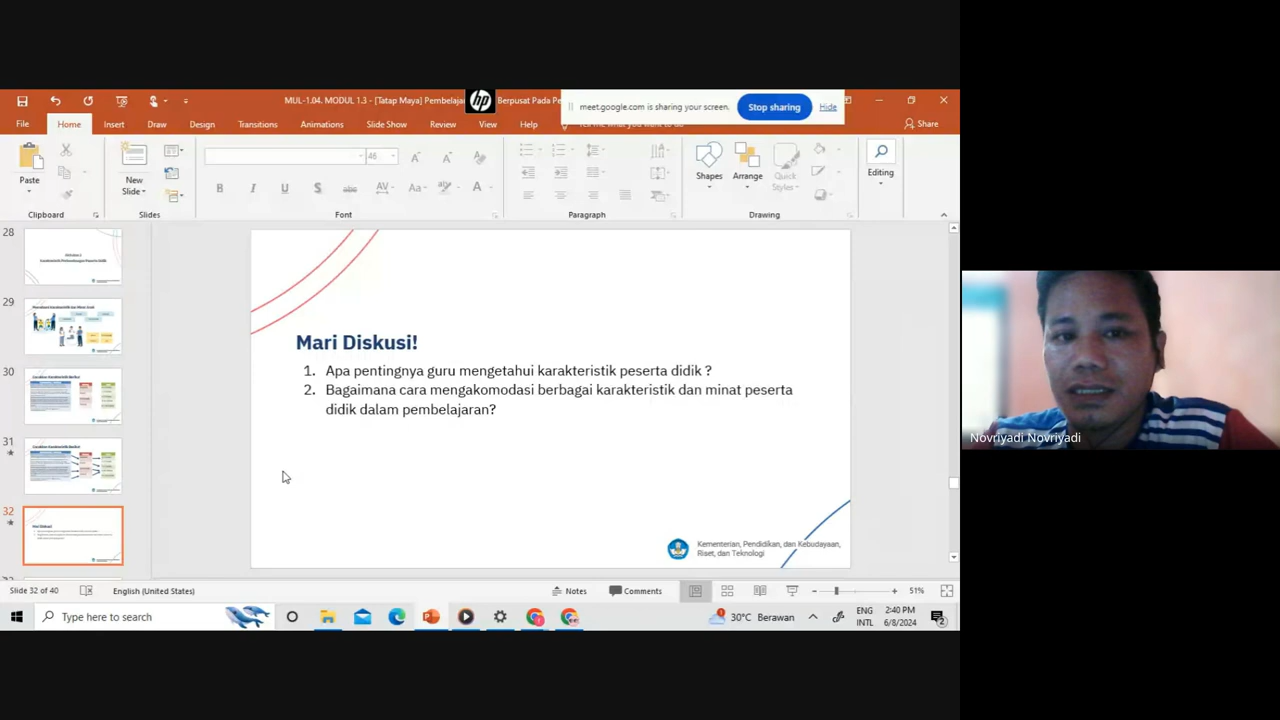 MUL-1.04. MODUL 1.3 - [Tatap Maya] Pembelajar
Berpusat Pada Pe
meet.google.com is sharing your screen.
Stop sharing
Hide
File
Home
Insert
Draw
Design
Transitions
Animations
Slide Show
Review
View
Help
Share
46
Paste
New
Slide
Shapes
Arrange
Quick
Styles
Editing
Clipboard
Slides
Font
Paragraph
Drawing
28
29
30
31
32
Mari Diskusi!
1. Apa pentingnya guru mengetahui karakteristik peserta didik ?
2. Bagaimana cara mengakomodasi berbagai karakteristik dan minat peserta
didik dalam pembelajaran?
Kementerian, Pendidikan, dan Kebudayaan,
Riset, dan Teknologi
Novriyadi Novriyadi
Slide 32 of 40
English (United States)
Notes
Comments
51%
Type here to search
30°C Berawan
ENG
INTL
2:40 PM
6/8/2024
2